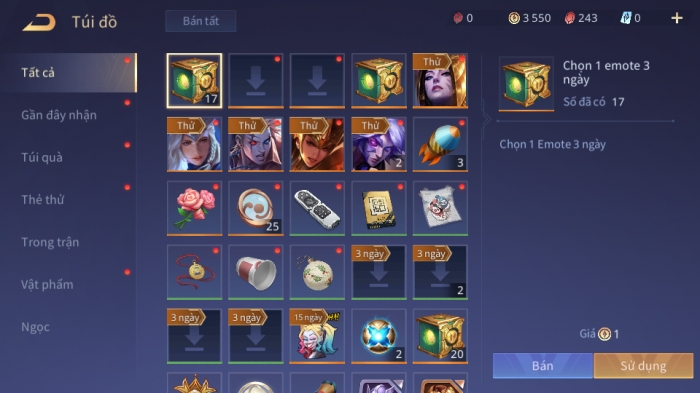 Túi đồ
Bán tất
0
3 550
243
0
Tất cả
Gần đây nhận
Túi quà
Thẻ thử
Trong trận
Vật phẩm
Ngọc
17
Thử
Thử
Thử
Thử
Thử
2
3
25
3 ngày
3 ngày
2
3 ngày
3 ngày
15 ngày
2
20
Chọn 1 emote 3
ngày
Số đã có 17
Chọn 1 Emote 3 ngày
Giá 1
Bán
Sử dụng